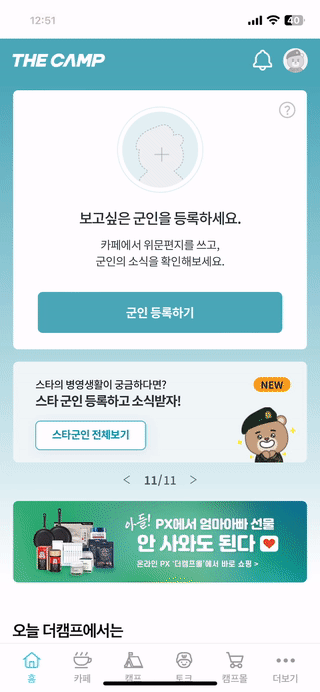 12:51
40
THE CAMP
?
보고싶은 군인을 등록하세요.
카페에서 위문편지를 쓰고,
군인의 소식을 확인해보세요.
군인 등록하기
스타의 병영생활이 궁금하다면?
NEW
스타 군인 등록하고 소식받자!
스타군인 전체보기
< 11/11 >
아들! PX에서 엄마아빠 선물
안 사와도 된다
온라인 PX '더캠프몰'에서 바로 쇼핑 >
오늘 더캠프에서는
홈 카페 캠프 토크 캠프몰 더보기